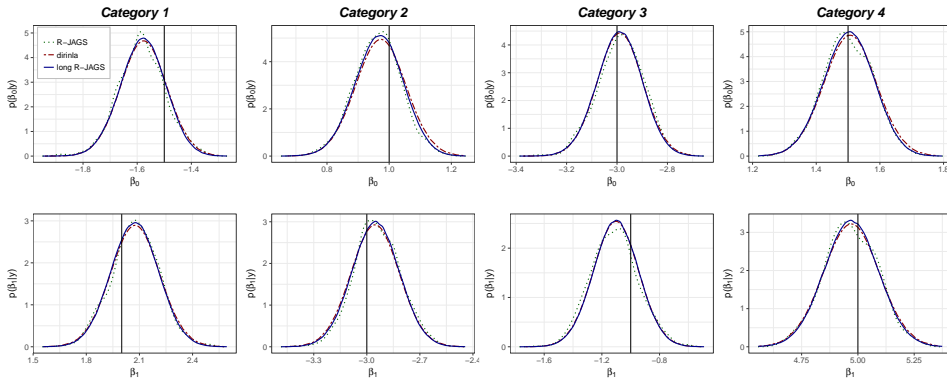 Category 1
Category 2
Category 3
Category 4
R−JAGS
dirinla
long R−JAGS
p(β₀|y)
5
4
3
2
1
0
−1.8
−1.6
−1.4
β₀
p(β₀|y)
5
4
3
2
1
0
0.8
1.0
1.2
β₀
p(β₀|y)
4
3
2
1
0
−3.4
−3.2
−3.0
−2.8
β₀
p(β₀|y)
5
4
3
2
1
0
1.2
1.4
1.6
1.8
β₀
p(β₁|y)
3
2
1
0
1.5
1.8
2.1
2.4
β₁
p(β₁|y)
3
2
1
0
−3.3
−3.0
−2.7
−2.4
β₁
p(β₁|y)
2
1
0
−1.6
−1.2
−0.8
β₁
p(β₁|y)
3
2
1
0
4.75
5.00
5.25
β₁